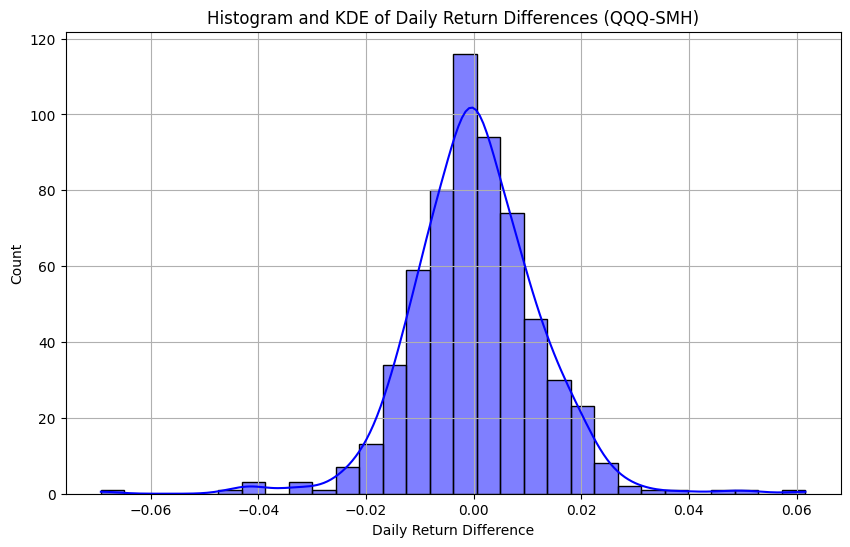 Histogram and KDE of Daily Return Differences (QQQ-SMH)
120
100
80
60
40
20
0
Count
−0.06 −0.04 −0.02 0.00 0.02 0.04 0.06
Daily Return Difference